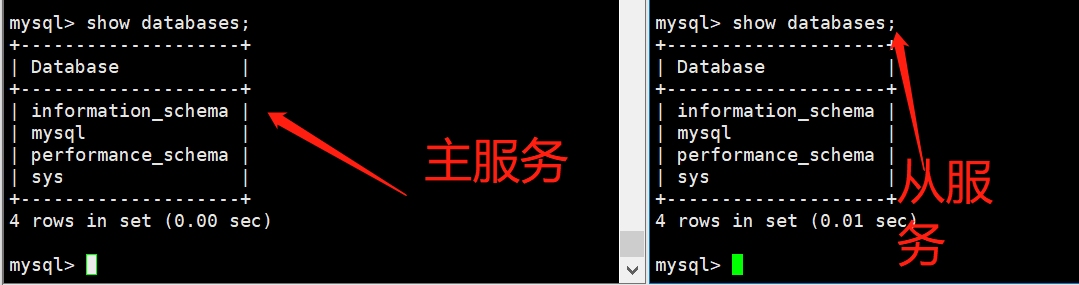 mysql> show databases;
+--------------------+
| Database           |
+--------------------+
| information_schema |
| mysql              |
| performance_schema |
| sys                |
+--------------------+
4 rows in set (0.00 sec)
mysql>
主服务
mysql> show databases;
+--------------------+
| Database           |
+--------------------+
| information_schema |
| mysql              |
| performance_schema |
| sys                |
+--------------------+
4 rows in set (0.01 sec)
mysql>
从服
务